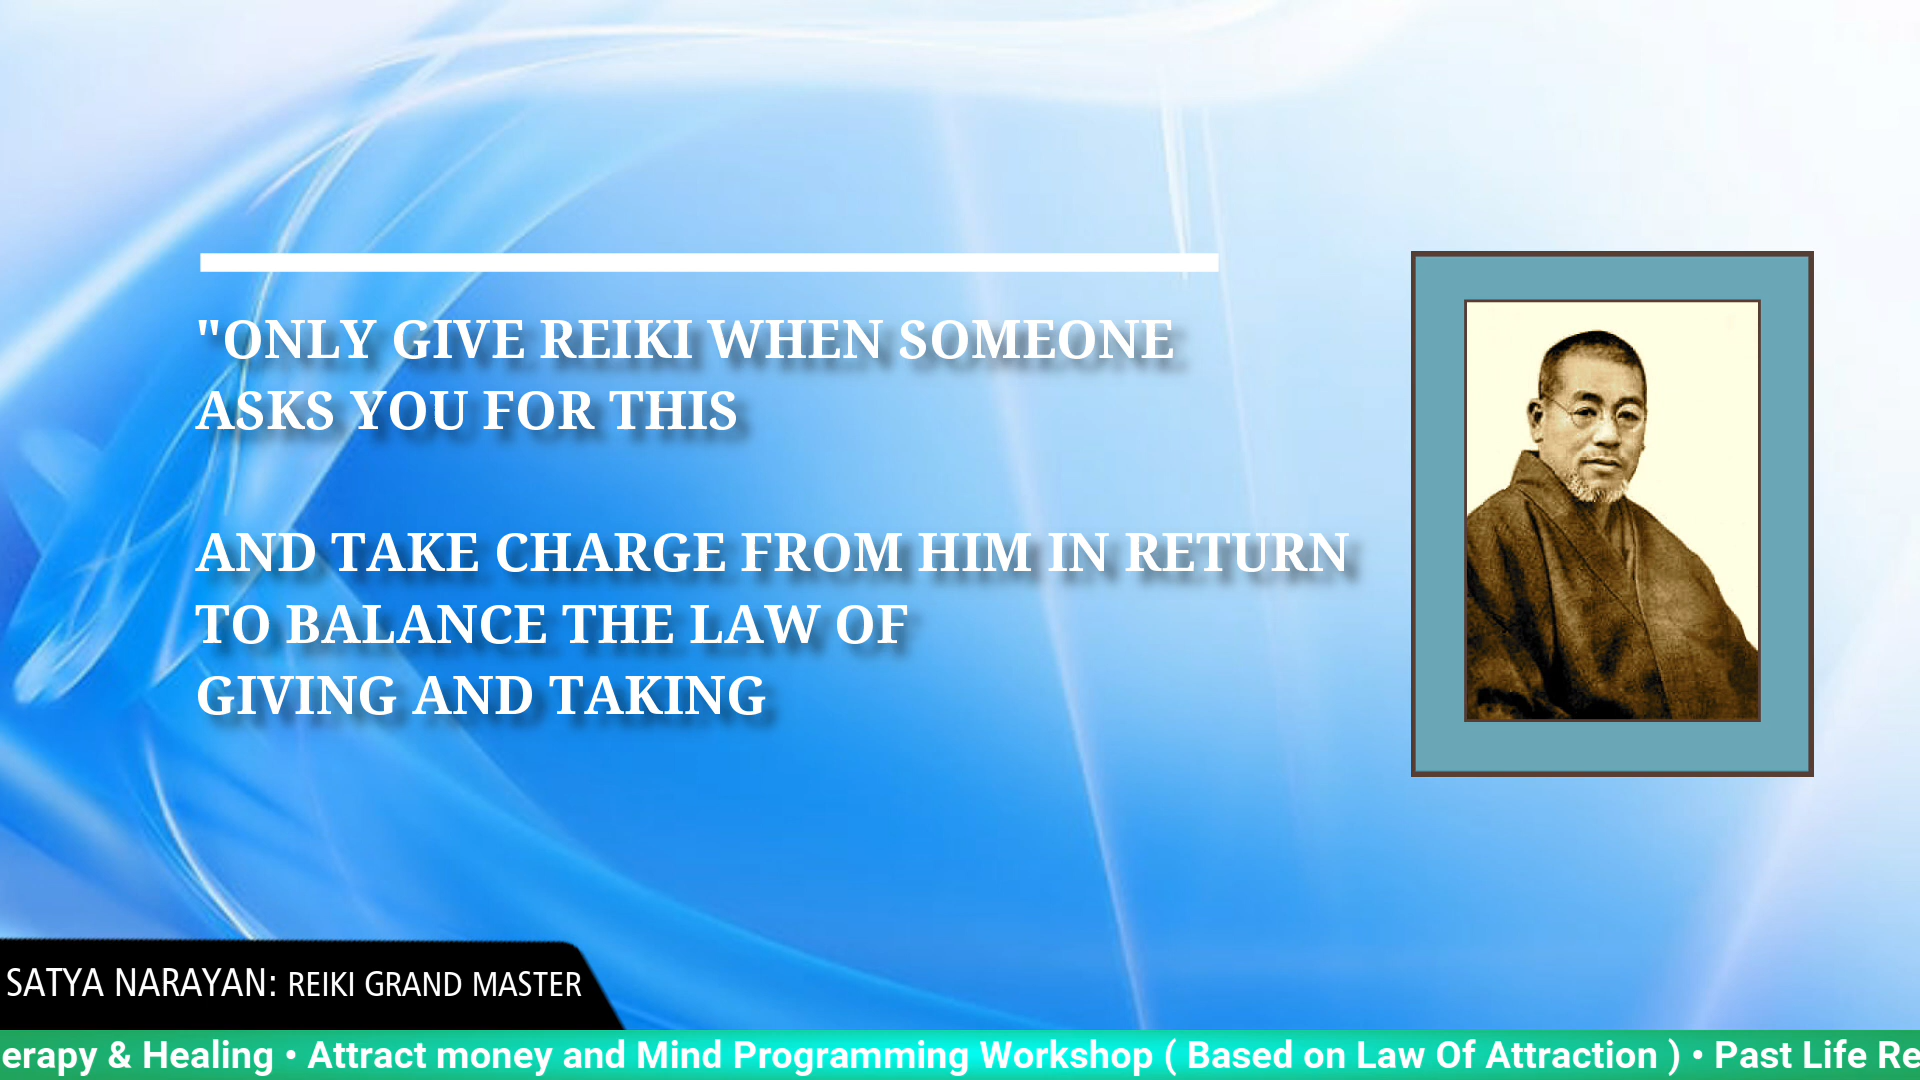 "ONLY GIVE REIKI WHEN SOMEONE
ASKS YOU FOR THIS
AND TAKE CHARGE FROM HIM IN RETURN
TO BALANCE THE LAW OF
GIVING AND TAKING
SATYA NARAYAN: REIKI GRAND MASTER
erapy & Healing • Attract money and Mind Programming Workshop ( Based on Law Of Attraction ) • Past Life Re